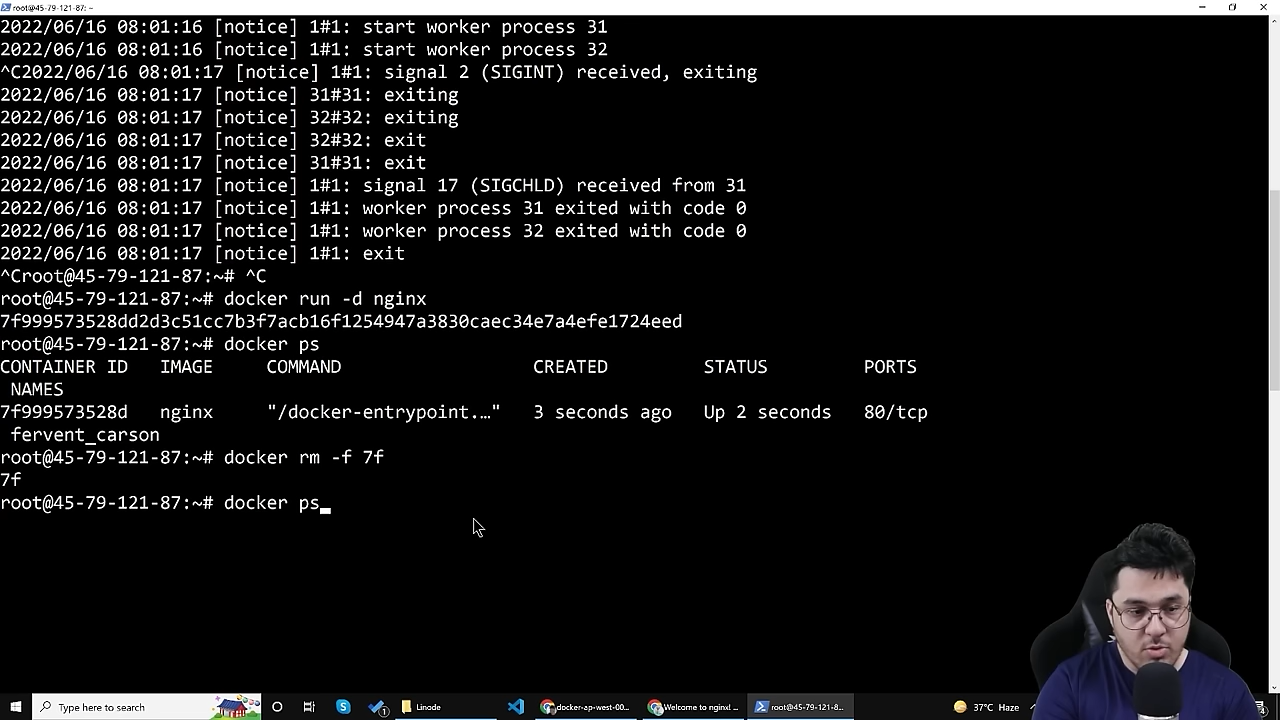 root@45-79-121-87: ~
2022/06/16 08:01:16 [notice] 1#1: start worker process 31
2022/06/16 08:01:16 [notice] 1#1: start worker process 32
^C2022/06/16 08:01:17 [notice] 1#1: signal 2 (SIGINT) received, exiting
2022/06/16 08:01:17 [notice] 31#31: exiting
2022/06/16 08:01:17 [notice] 32#32: exiting
2022/06/16 08:01:17 [notice] 32#32: exit
2022/06/16 08:01:17 [notice] 31#31: exit
2022/06/16 08:01:17 [notice] 1#1: signal 17 (SIGCHLD) received from 31
2022/06/16 08:01:17 [notice] 1#1: worker process 31 exited with code 0
2022/06/16 08:01:17 [notice] 1#1: worker process 32 exited with code 0
2022/06/16 08:01:17 [notice] 1#1: exit
^Croot@45-79-121-87:~# ^C
root@45-79-121-87:~# docker run -d nginx
7f999573528dd2d3c51cc7b3f7acb16f1254947a3830caec34e7a4efe1724eed
root@45-79-121-87:~# docker ps
CONTAINER ID IMAGE COMMAND CREATED STATUS PORTS
NAMES
7f999573528d nginx "/docker-entrypoint.…" 3 seconds ago Up 2 seconds 80/tcp
fervent_carson
root@45-79-121-87:~# docker rm -f 7f
7f
root@45-79-121-87:~# docker ps
Type here to search Linode docker-ap-west-00... Welcome to nginx! ... root@45-79-121-8... 37°C Haze